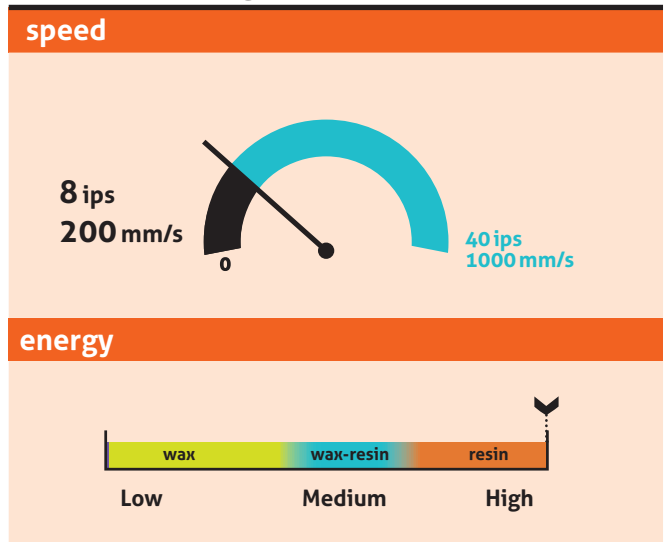 speed
8 ips
200 mm/s
0
40 ips
1000 mm/s
energy
wax wax-resin resin
Low Medium High